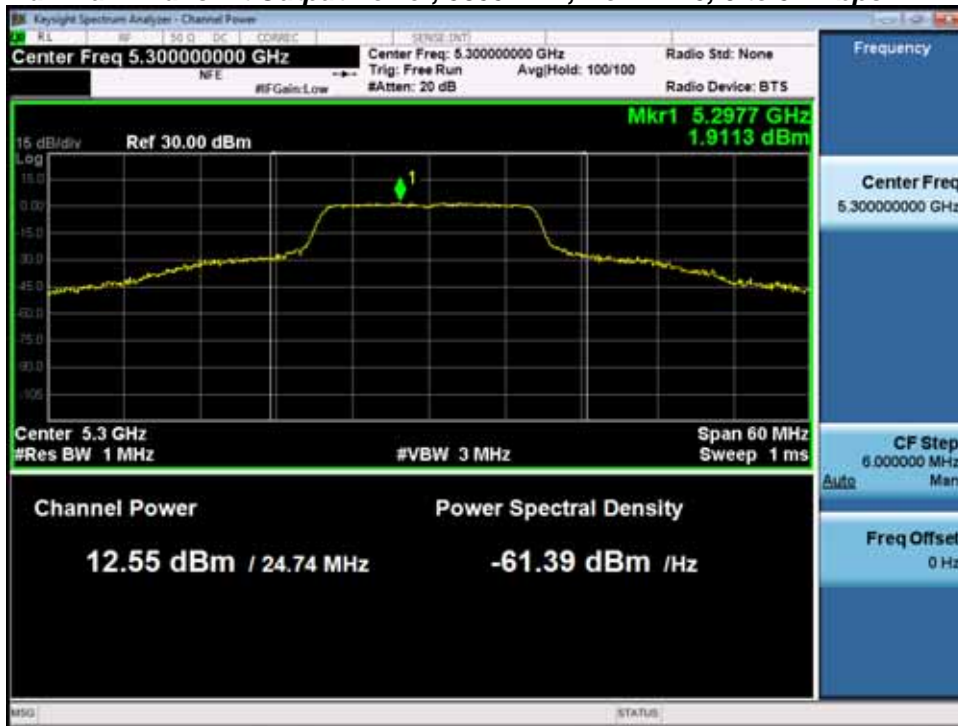 Keysight Spectrum Analyzer - Channel Power
RL RF 50 Ω DC CORREC SENSE:INT
Center Freq 5.300000000 GHz
NFE
#IFGain:Low
Center Freq: 5.300000000 GHz
Trig: Free Run Avg|Hold: 100/100
#Atten: 20 dB
Radio Std: None
Radio Device: BTS
Mkr1 5.2977 GHz
1.9113 dBm
15 dB/div Ref 30.00 dBm
Log
15.0
0.00
-15.0
-30.0
-45.0
-60.0
-75.0
-90.0
-105
1
Center 5.3 GHz
Span 60 MHz
#Res BW 1 MHz
#VBW 3 MHz
Sweep 1 ms
Channel Power
Power Spectral Density
12.55 dBm / 24.74 MHz
-61.39 dBm /Hz
MSG
STATUS
Frequency
Center Freq
5.300000000 GHz
CF Step
6.000000 MHz
Auto Man
Freq Offset
0 Hz